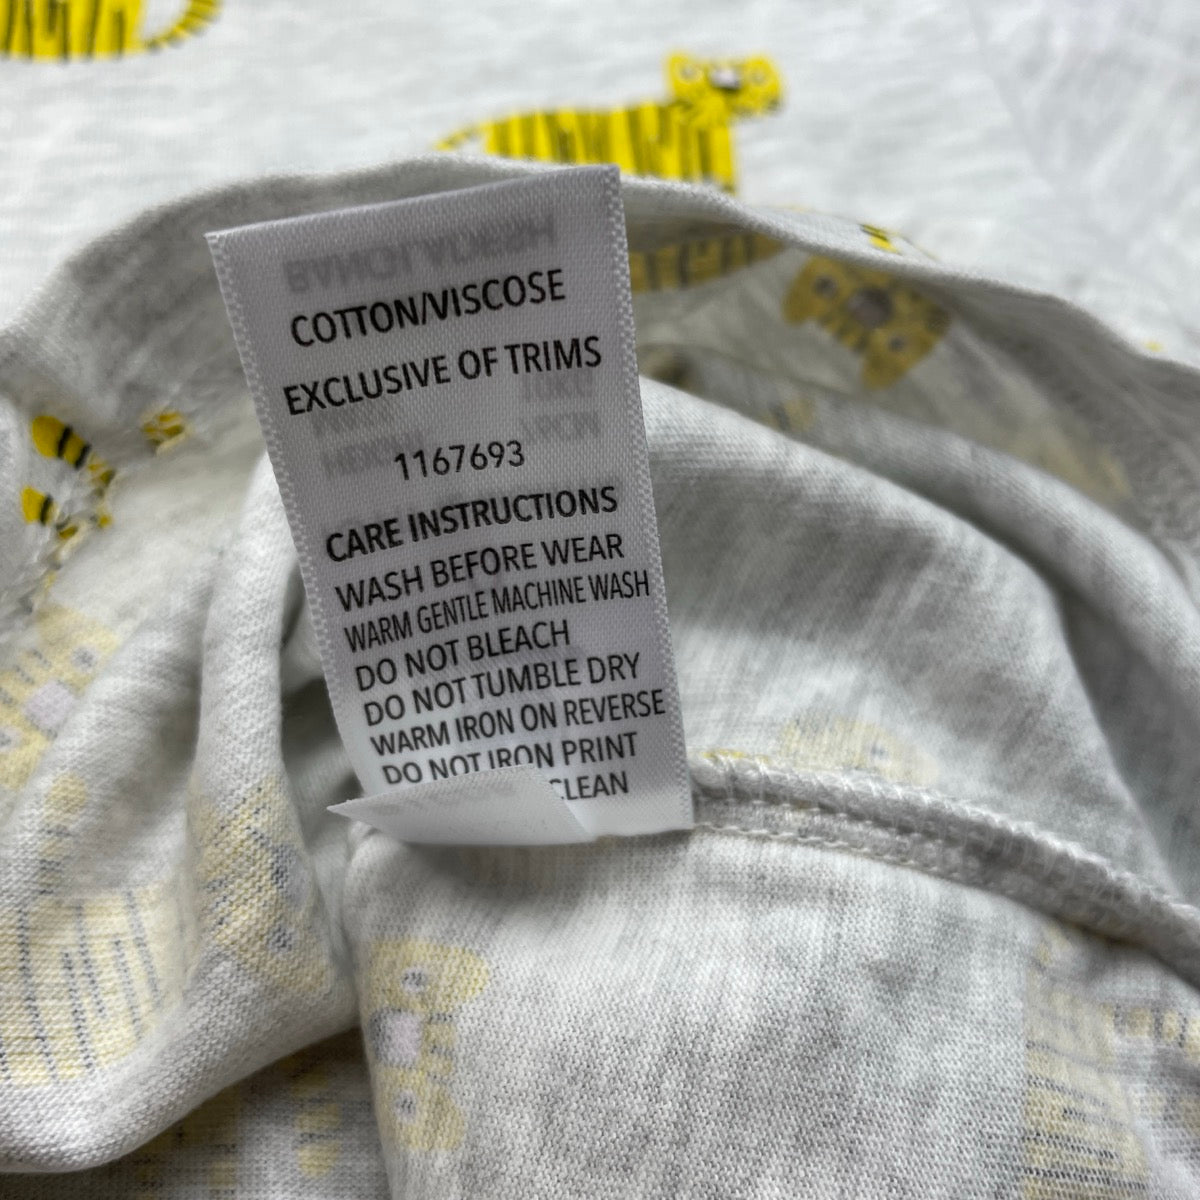 COTTON/VISCOSE
EXCLUSIVE OF TRIMS
1167693
CARE INSTRUCTIONS
WASH BEFORE WEAR
WARM GENTLE MACHINE WASH
DO NOT BLEACH
DO NOT TUMBLE DRY
WARM IRON ON REVERSE
DO NOT IRON PRINT
CLEAN